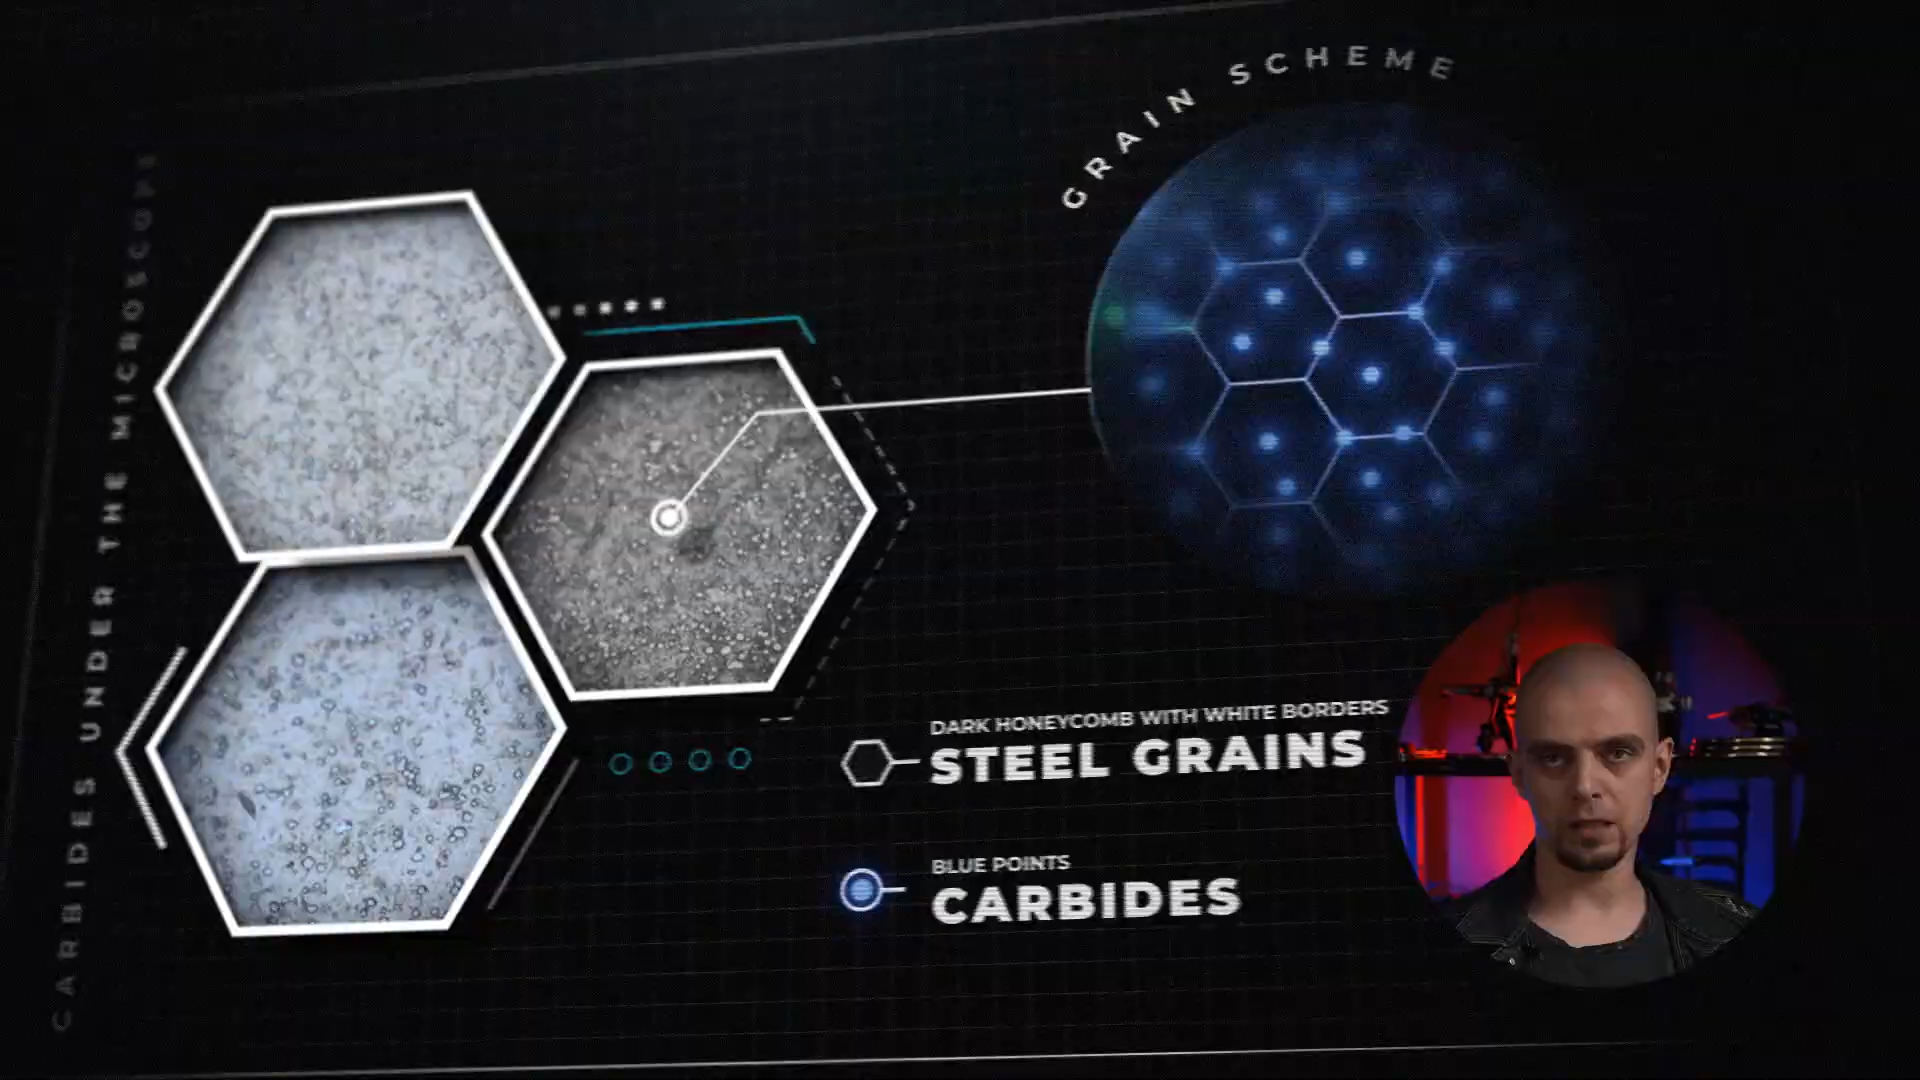 CARBIDES UNDER THE MICROSCOPE
GRAIN SCHEME
DARK HONEYCOMB WITH WHITE BORDERS
STEEL GRAINS
BLUE POINTS
CARBIDES